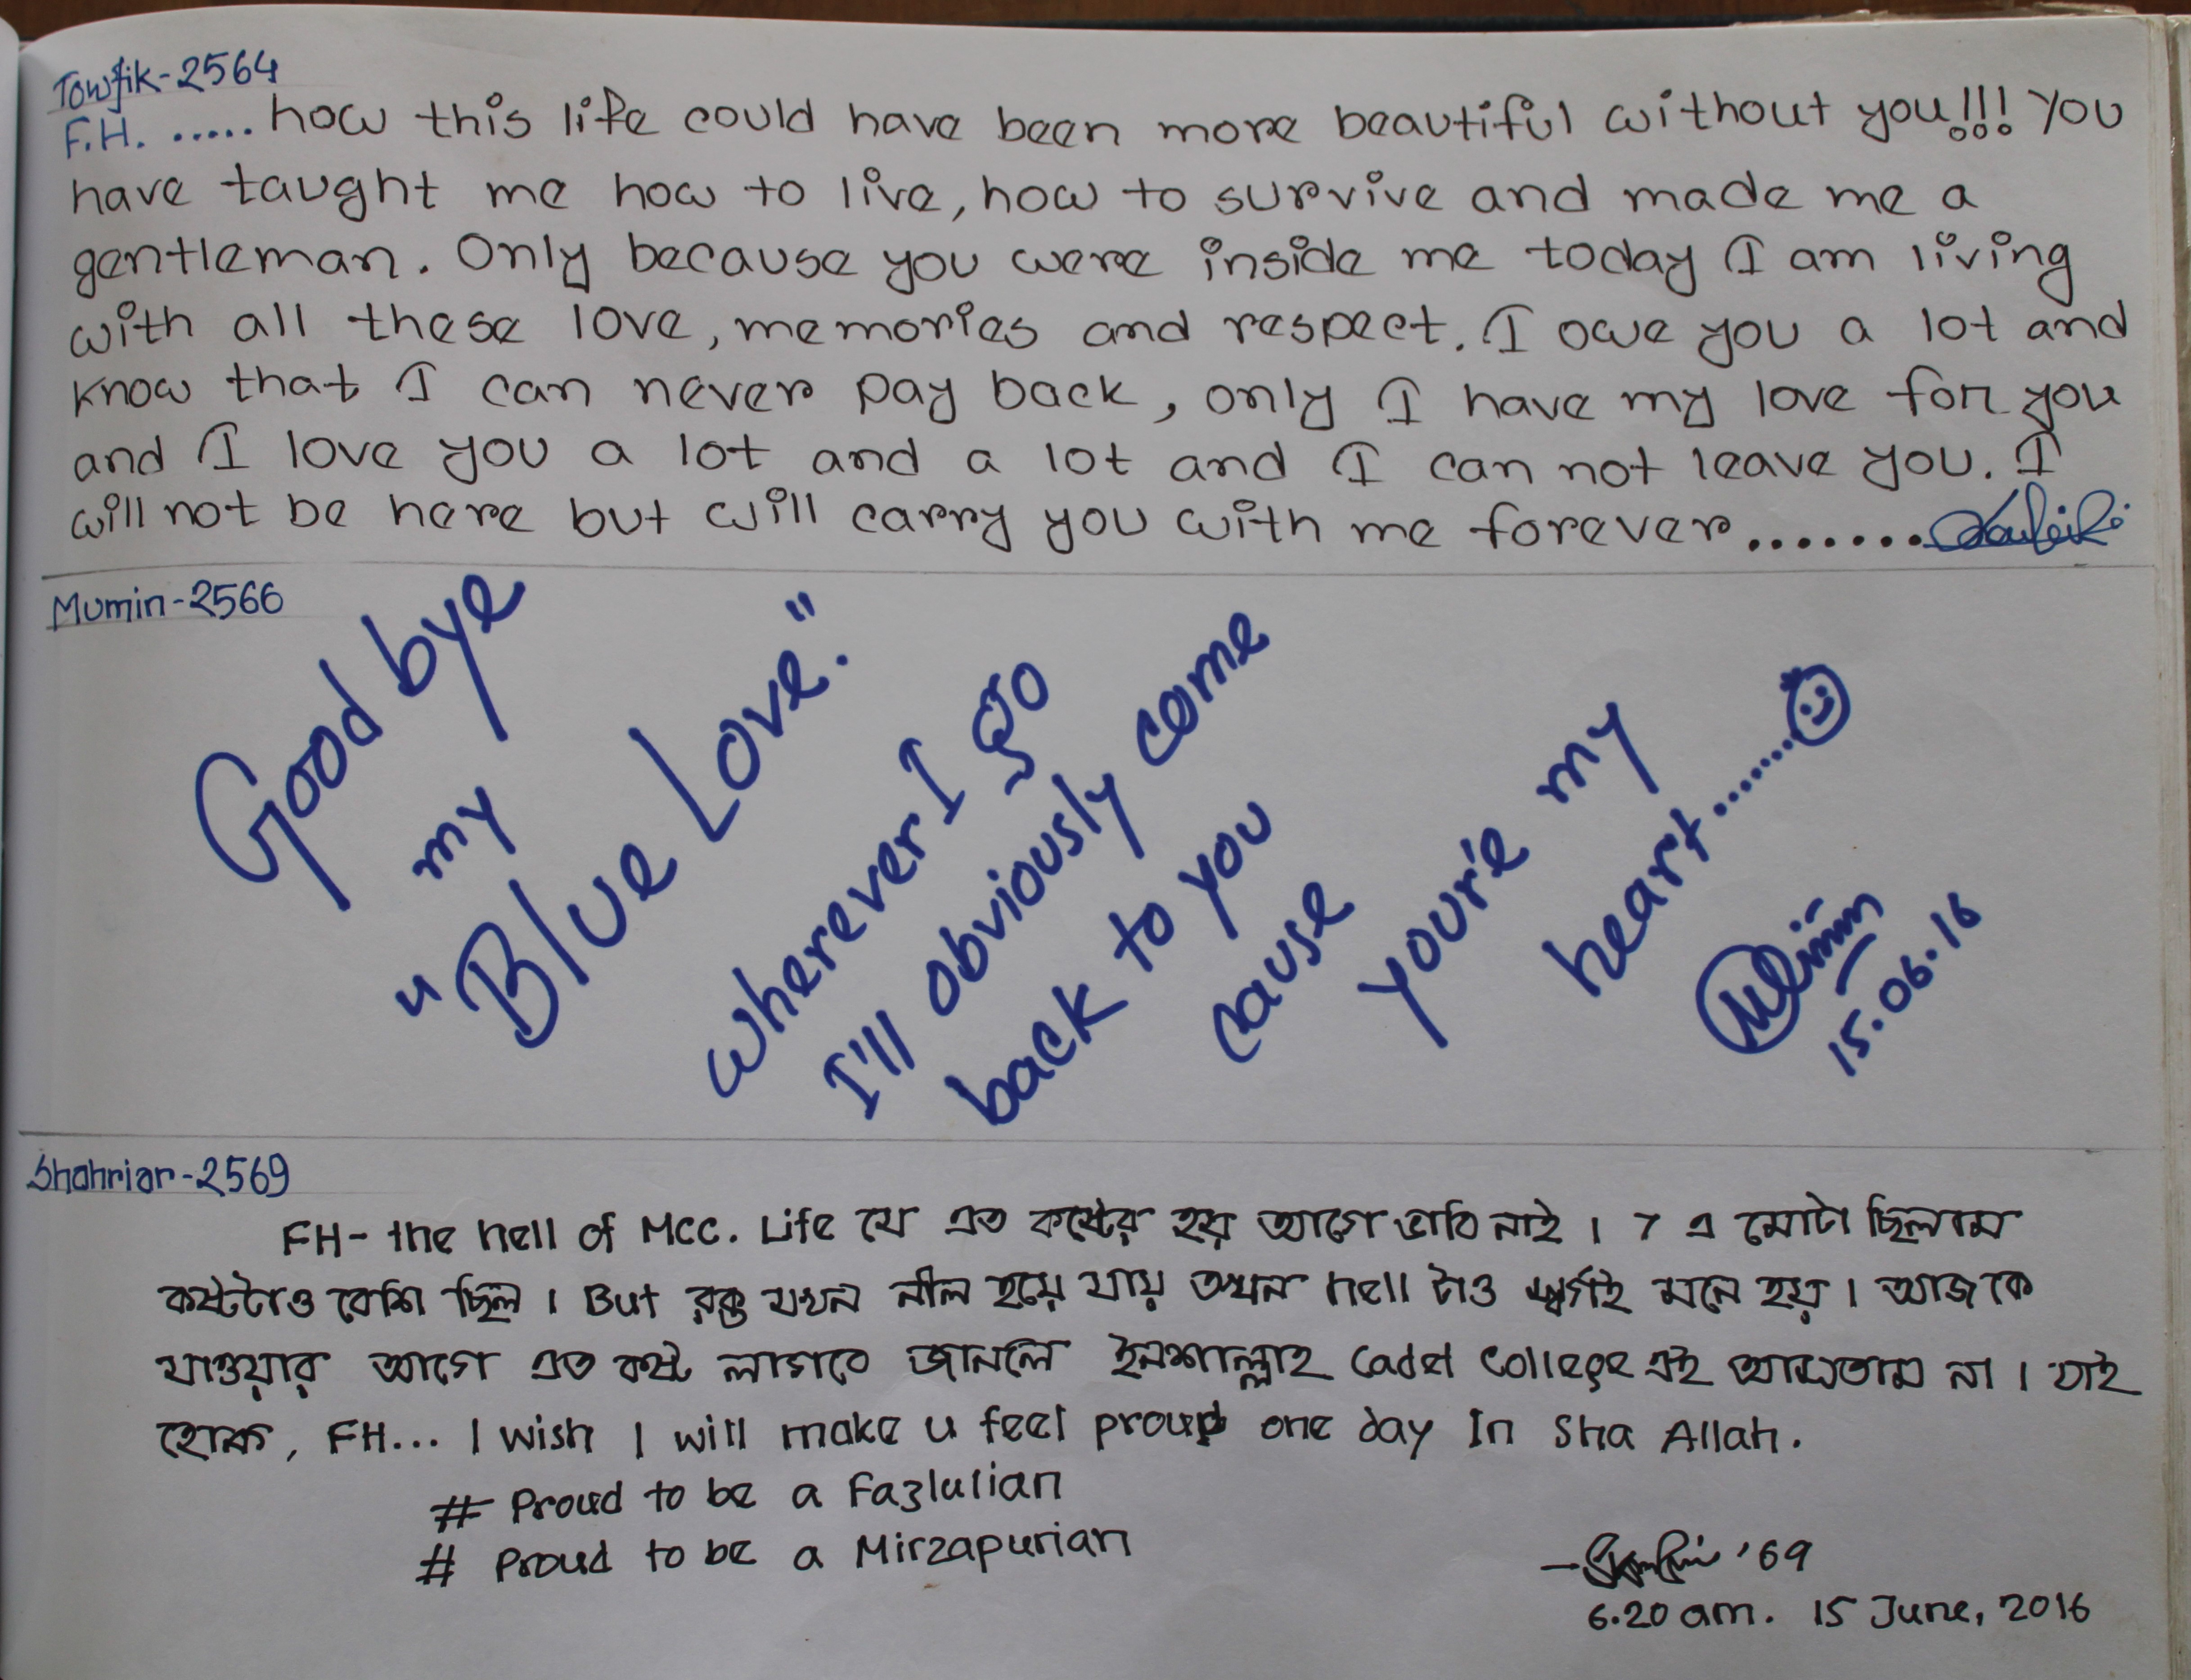 Towfik-2564
F.H. ...... how this life could have been more beautiful without you!!! You
have taught me how to live, how to survive and made me a
gentleman. Only because you were inside me today I am living
with all these love, memories and respect. I owe you a lot and
know that I can never pay back, only I have my love for you
and I love you a lot and a lot and I can not leave you. I
will not be here but will carry you with me forever.......
Mumin-2566
Good bye
my
"Blue Love."
wherever I go
I'll obviously come
back to you
cause
your'e my
heart.......
15.06.16
Shahriar-2569
FH- the hell of MCC. Life যে এত কষ্টের হয় আগে ভাবি নাই। 7 এ মোটা ছিলাম
কষ্টটাও বেশি ছিল। But রক্ত যখন নীল হয়ে যায় তখন hell টাও স্বর্গই মনে হয়। আজকে
যাওয়ার আগে এত কষ্ট লাগবে জানলে ইনশাল্লাহ Cadet College এই আসতাম না। যাই
হোক, FH... I wish I will make u feel proud one day In Sha Allah.
# Proud to be a Fazlulian
# Proud to be a Mirzapurian
'69
6.20 am. 15 June, 2016